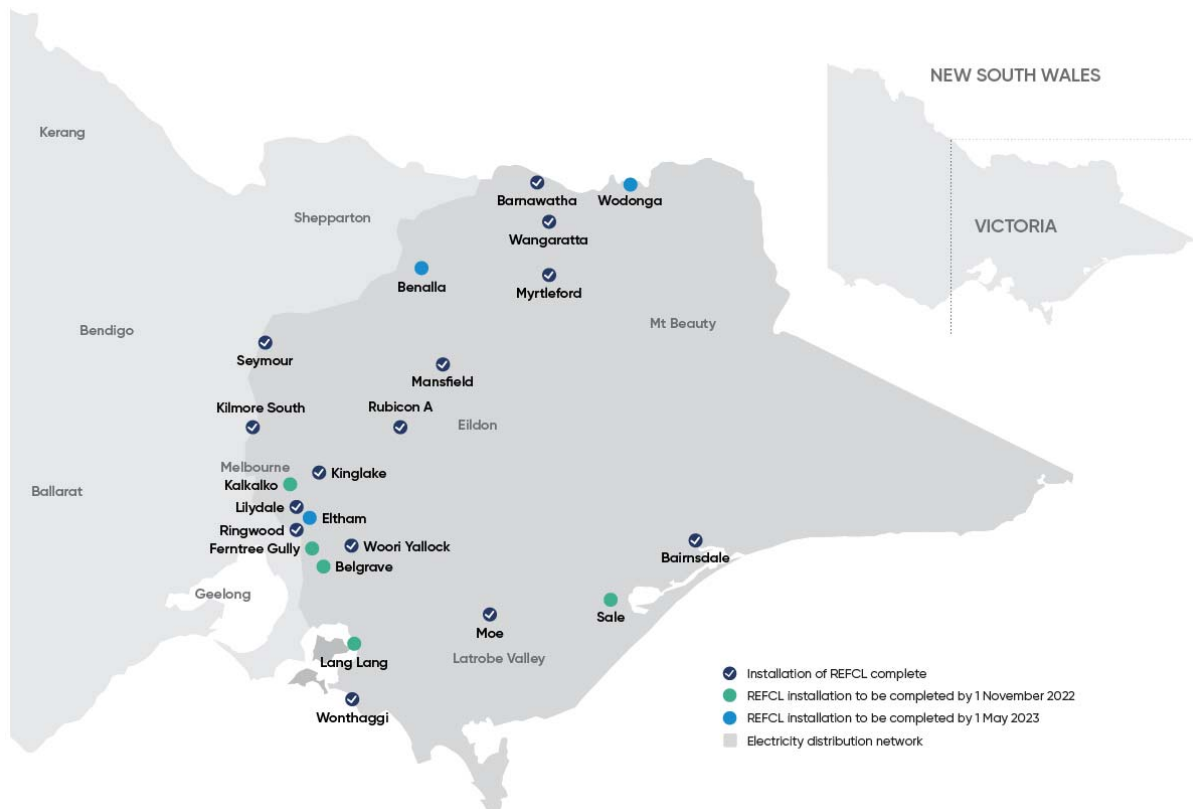 NEW SOUTH WALES
Kerang
Barnawatha
Wodonga
Shepparton
VICTORIA
Wangaratta
Benalla
Myrtleford
Mt Beauty
Bendigo
Seymour
Mansfield
Kilmore South
Rubicon A
Eildon
Melbourne
Kinglake
Kalkalko
Ballarat
Lilydale
Eltham
Ringwood
Ferntree Gully
Woori Yallock
Belgrave
Bairnsdale
Geelong
Sale
Moe
Lang Lang
Latrobe Valley
Wonthaggi
Installation of REFCL complete
REFCL installation to be completed by 1 November 2022
REFCL installation to be completed by 1 May 2023
Electricity distribution network